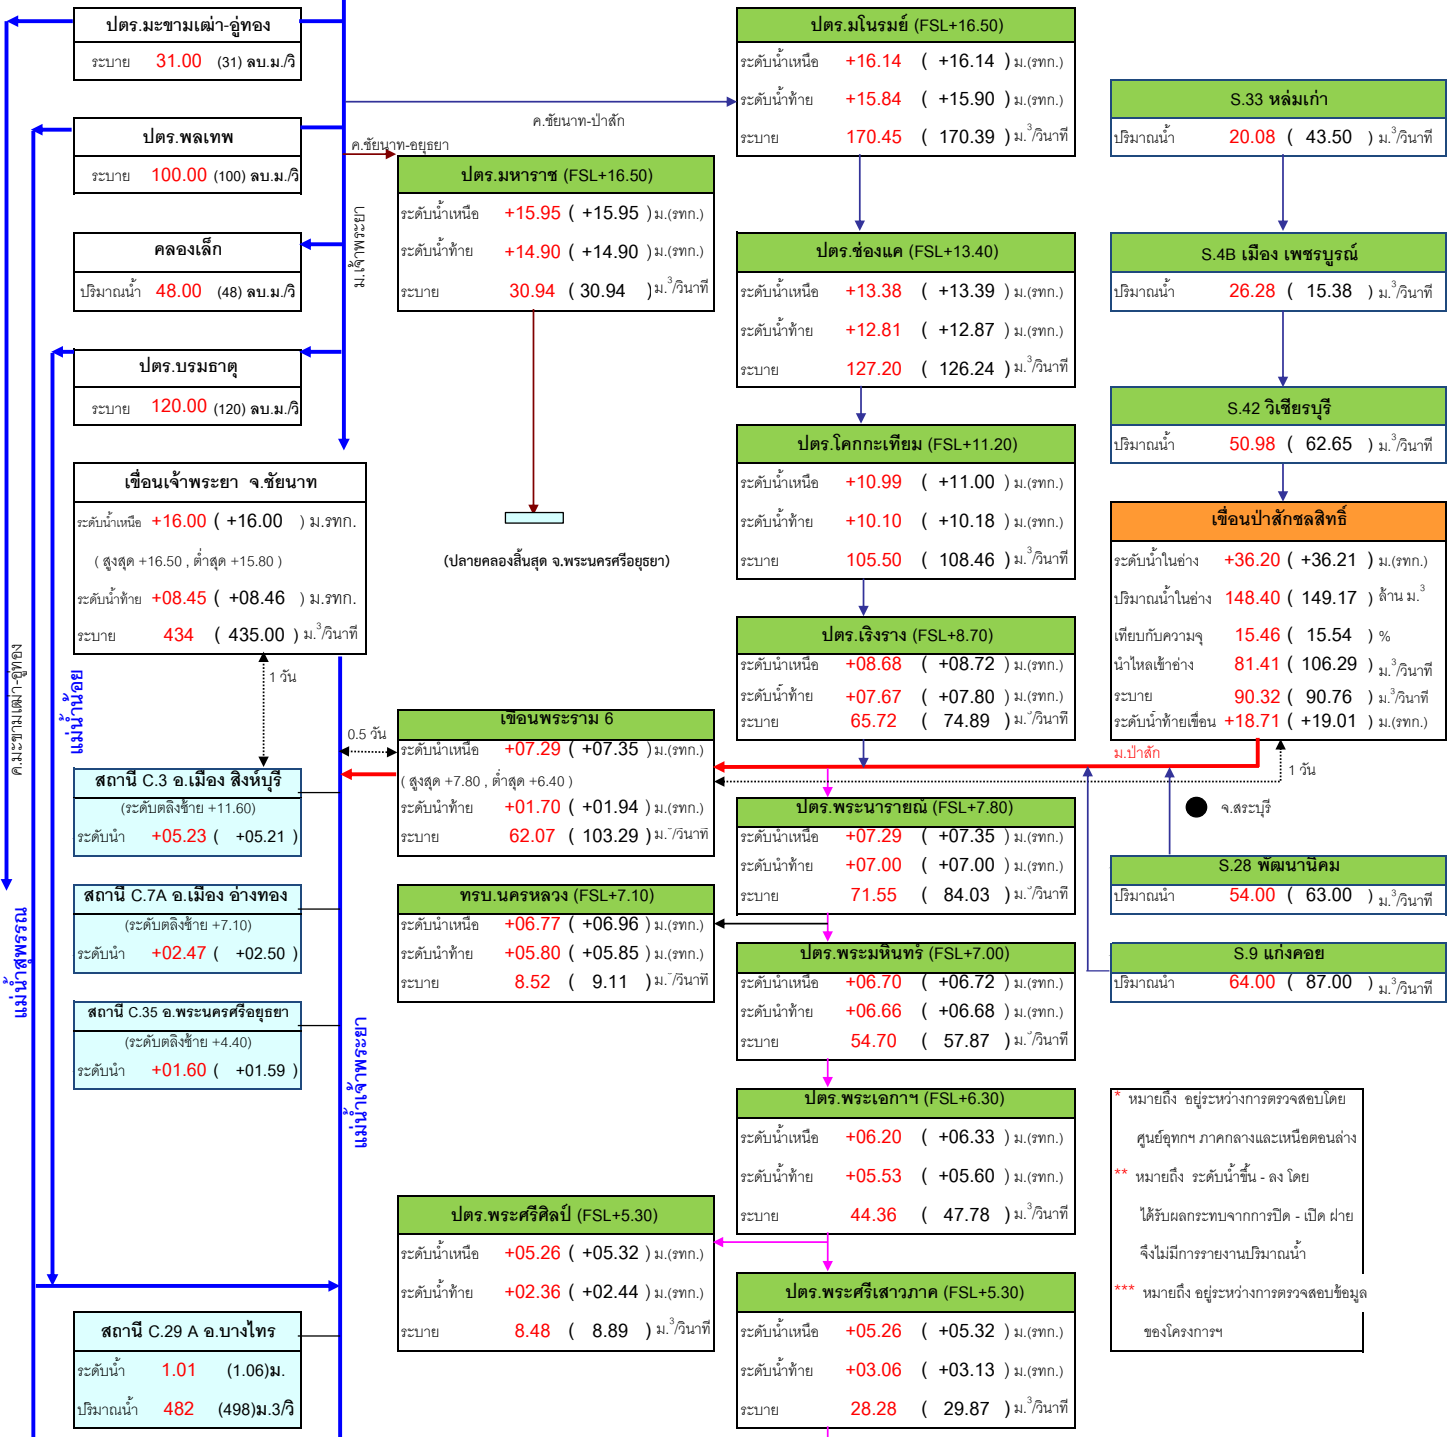 ปตร.มะขามเฒ่า-อู่ทอง
ระบาย 31.00 (31) ลบ.ม./วิ
ปตร.พลเทพ
ระบาย 100.00 (100) ลบ.ม./วิ
คลองเล็ก
ปริมาณน้ำ 48.00 (48) ลบ.ม./วิ
ปตร.บรมธาตุ
ระบาย 120.00 (120) ลบ.ม./วิ
เขื่อนเจ้าพระยา จ.ชัยนาท
ระดับน้ำเหนือ +16.00 ( +16.00 ) ม.รทก.
( สูงสุด +16.50 , ต่ำสุด +15.80 )
ระดับน้ำท้าย +08.45 ( +08.46 ) ม.รทก.
ระบาย 434 ( 435.00 ) ม.3/วินาที
1 วัน
สถานี C.3 อ.เมือง สิงห์บุรี
(ระดับตลิ่งซ้าย +11.60)
ระดับน้ำ +05.23 ( +05.21 )
สถานี C.7A อ.เมือง อ่างทอง
(ระดับตลิ่งซ้าย +7.10)
ระดับน้ำ +02.47 ( +02.50 )
สถานี C.35 อ.พระนครศรีอยุธยา
(ระดับตลิ่งซ้าย +4.40)
ระดับน้ำ +01.60 ( +01.59 )
สถานี C.29 A อ.บางไทร
ระดับน้ำ 1.01 (1.06)ม.
ปริมาณน้ำ 482 (498)ม.3/วิ
ค.มะขามเฒ่า-อู่ทอง
แม่น้ำสุพรรณ
แม่น้ำน้อย
ม.เจ้าพระยา
แม่น้ำเจ้าพระยา
ค.ชัยนาท-ป่าสัก
ค.ชัยนาท-อยุธยา
ปตร.มหาราช (FSL+16.50)
ระดับน้ำเหนือ +15.95 ( +15.95 ) ม.(รทก.)
ระดับน้ำท้าย +14.90 ( +14.90 ) ม.(รทก.)
ระบาย 30.94 ( 30.94 ) ม.3/วินาที
(ปลายคลองสิ้นสุด จ.พระนครศรีอยุธยา)
0.5 วัน
เขื่อนพระราม 6
ระดับน้ำเหนือ +07.29 ( +07.35 ) ม.(รทก.)
( สูงสุด +7.80 , ต่ำสุด +6.40 )
ระดับน้ำท้าย +01.70 ( +01.94 ) ม.(รทก.)
ระบาย 62.07 ( 103.29 ) ม.3/วินาที
ทรบ.นครหลวง (FSL+7.10)
ระดับน้ำเหนือ +06.77 ( +06.96 ) ม.(รทก.)
ระดับน้ำท้าย +05.80 ( +05.85 ) ม.(รทก.)
ระบาย 8.52 ( 9.11 ) ม.3/วินาที
ปตร.พระศรีศิลป์ (FSL+5.30)
ระดับน้ำเหนือ +05.26 ( +05.32 ) ม.(รทก.)
ระดับน้ำท้าย +02.36 ( +02.44 ) ม.(รทก.)
ระบาย 8.48 ( 8.89 ) ม.3/วินาที
ปตร.มโนรมย์ (FSL+16.50)
ระดับน้ำเหนือ +16.14 ( +16.14 ) ม.(รทก.)
ระดับน้ำท้าย +15.84 ( +15.90 ) ม.(รทก.)
ระบาย 170.45 ( 170.39 ) ม.3/วินาที
ปตร.ช่องแค (FSL+13.40)
ระดับน้ำเหนือ +13.38 ( +13.39 ) ม.(รทก.)
ระดับน้ำท้าย +12.81 ( +12.87 ) ม.(รทก.)
ระบาย 127.20 ( 126.24 ) ม.3/วินาที
ปตร.โคกกะเทียม (FSL+11.20)
ระดับน้ำเหนือ +10.99 ( +11.00 ) ม.(รทก.)
ระดับน้ำท้าย +10.10 ( +10.18 ) ม.(รทก.)
ระบาย 105.50 ( 108.46 ) ม.3/วินาที
ปตร.เริงราง (FSL+8.70)
ระดับน้ำเหนือ +08.68 ( +08.72 ) ม.(รทก.)
ระดับน้ำท้าย +07.67 ( +07.80 ) ม.(รทก.)
ระบาย 65.72 ( 74.89 ) ม.3/วินาที
ปตร.พระนารายณ์ (FSL+7.80)
ระดับน้ำเหนือ +07.29 ( +07.35 ) ม.(รทก.)
ระดับน้ำท้าย +07.00 ( +07.00 ) ม.(รทก.)
ระบาย 71.55 ( 84.03 ) ม.3/วินาที
ปตร.พระมหินทร์ (FSL+7.00)
ระดับน้ำเหนือ +06.70 ( +06.72 ) ม.(รทก.)
ระดับน้ำท้าย +06.66 ( +06.68 ) ม.(รทก.)
ระบาย 54.70 ( 57.87 ) ม.3/วินาที
ปตร.พระเอกาฯ (FSL+6.30)
ระดับน้ำเหนือ +06.20 ( +06.33 ) ม.(รทก.)
ระดับน้ำท้าย +05.53 ( +05.60 ) ม.(รทก.)
ระบาย 44.36 ( 47.78 ) ม.3/วินาที
ปตร.พระศรีเสาวภาค (FSL+5.30)
ระดับน้ำเหนือ +05.26 ( +05.32 ) ม.(รทก.)
ระดับน้ำท้าย +03.06 ( +03.13 ) ม.(รทก.)
ระบาย 28.28 ( 29.87 ) ม.3/วินาที
S.33 หล่มเก่า
ปริมาณน้ำ 20.08 ( 43.50 ) ม.3/วินาที
S.4B เมือง เพชรบูรณ์
ปริมาณน้ำ 26.28 ( 15.38 ) ม.3/วินาที
S.42 วิเชียรบุรี
ปริมาณน้ำ 50.98 ( 62.65 ) ม.3/วินาที
เขื่อนป่าสักชลสิทธิ์
ระดับน้ำในอ่าง +36.20 ( +36.21 ) ม.(รทก.)
ปริมาณน้ำในอ่าง 148.40 ( 149.17 ) ล้าน ม.3
เทียบกับความจุ 15.46 ( 15.54 ) %
น้ำไหลเข้าอ่าง 81.41 ( 106.29 ) ม.3/วินาที
ระบาย 90.32 ( 90.76 ) ม.3/วินาที
ระดับน้ำท้ายเขื่อน +18.71 ( +19.01 ) ม.(รทก.)
ม.ป่าสัก
1 วัน
จ.สระบุรี
S.28 พัฒนานิคม
ปริมาณน้ำ 54.00 ( 63.00 ) ม.3/วินาที
S.9 แก่งคอย
ปริมาณน้ำ 64.00 ( 87.00 ) ม.3/วินาที
* หมายถึง อยู่ระหว่างการตรวจสอบโดย
ศูนย์อุทกฯ ภาคกลางและเหนือตอนล่าง
** หมายถึง ระดับน้ำขึ้น - ลง โดย
ได้รับผลกระทบจากการปิด - เปิด ฝาย
จึงไม่มีการรายงานปริมาณน้ำ
*** หมายถึง อยู่ระหว่างการตรวจสอบข้อมูล
ของโครงการฯ